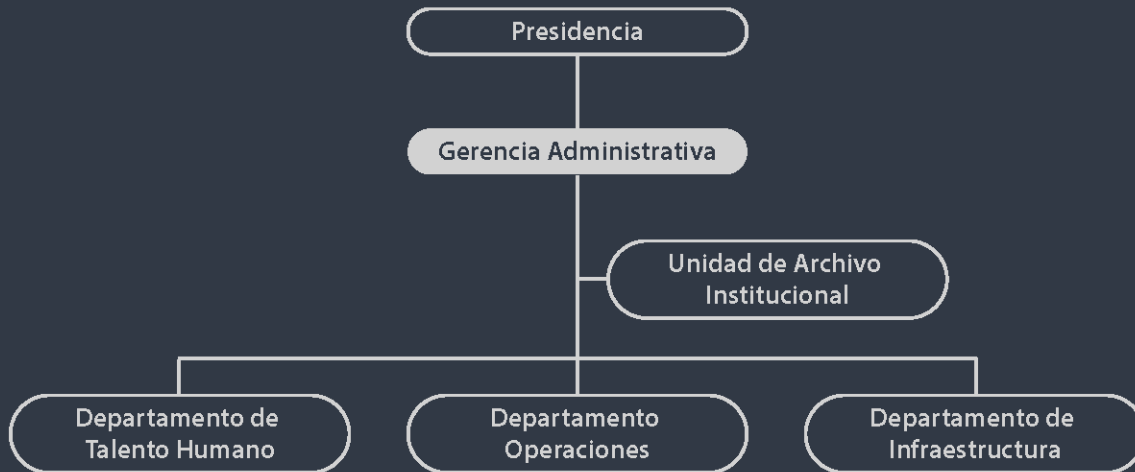 Presidencia
Gerencia Administrativa
Unidad de Archivo
Institucional
Departamento de
Talento Humano
Departamento
Operaciones
Departamento de
Infraestructura